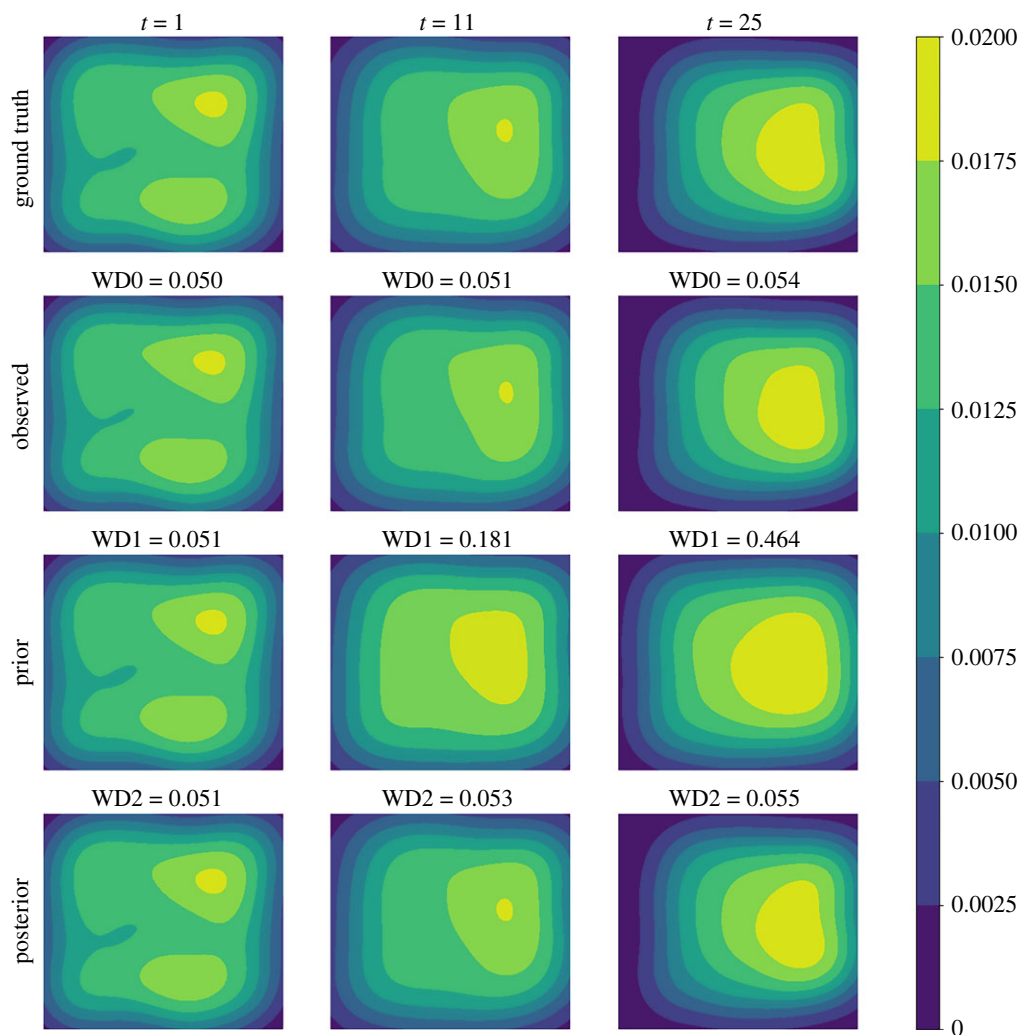 t = 1
t = 11
t = 25
ground truth
WD0 = 0.050
WD0 = 0.051
WD0 = 0.054
observed
WD1 = 0.051
WD1 = 0.181
WD1 = 0.464
prior
WD2 = 0.051
WD2 = 0.053
WD2 = 0.055
posterior
0.0200
0.0175
0.0150
0.0125
0.0100
0.0075
0.0050
0.0025
0